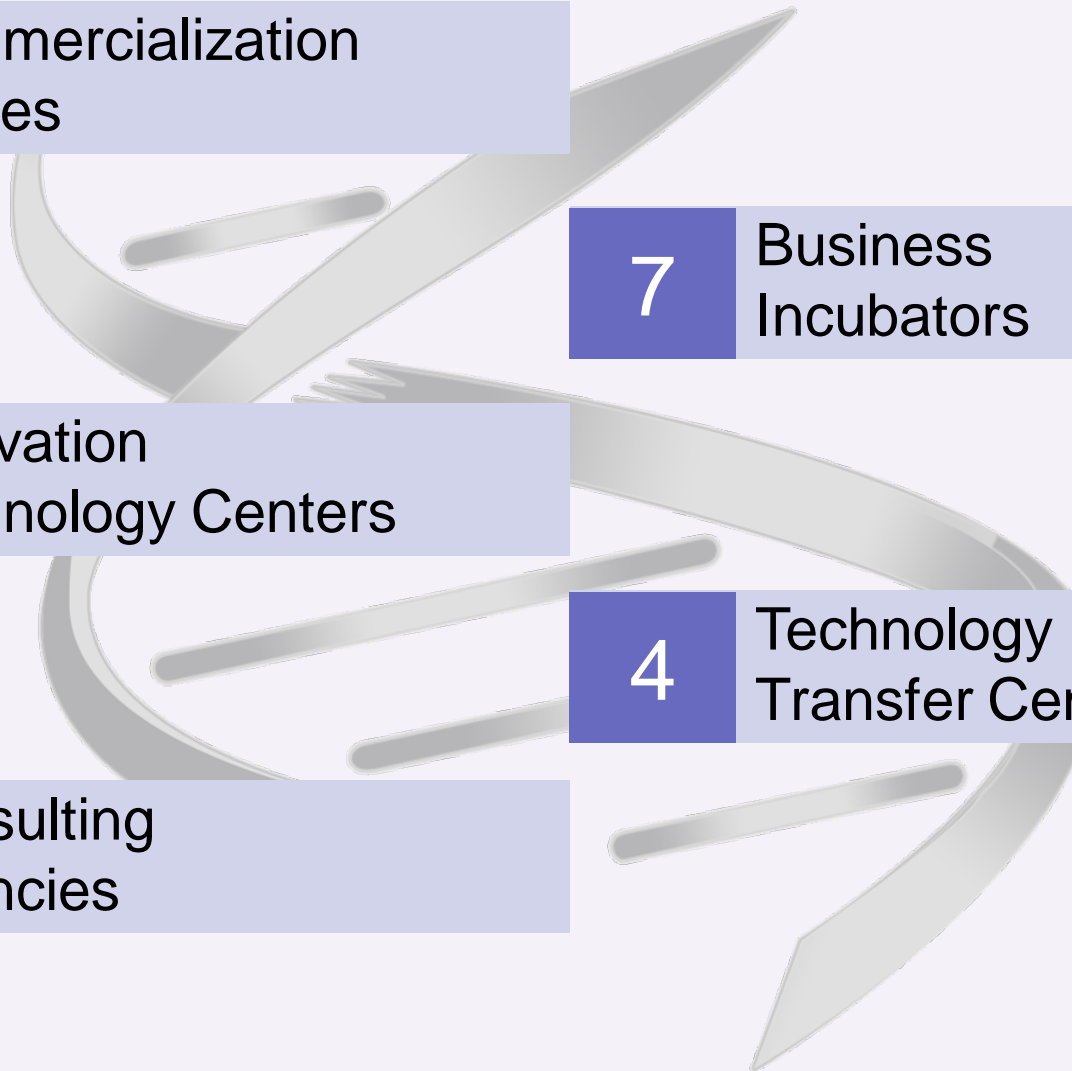 mercialization
es
7
Business
Incubators
vation
nology Centers
4
Technology
Transfer Cer
sulting
ncies